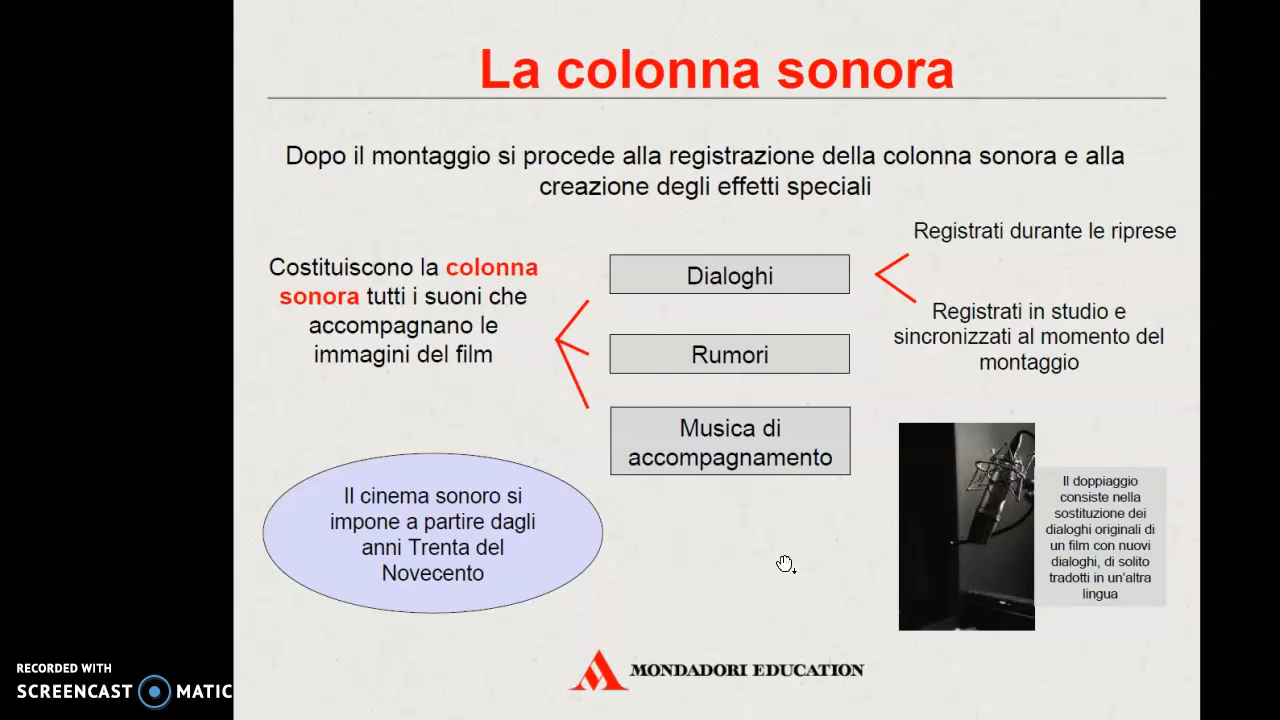 La colonna sonora
Dopo il montaggio si procede alla registrazione della colonna sonora e alla
creazione degli effetti speciali
Costituiscono la colonna
sonora tutti i suoni che
accompagnano le
immagini del film
Dialoghi
Rumori
Musica di
accompagnamento
Registrati durante le riprese
Registrati in studio e
sincronizzati al momento del
montaggio
Il cinema sonoro si
impone a partire dagli
anni Trenta del
Novecento
Il doppiaggio
consiste nella
sostituzione dei
dialoghi originali di
un film con nuovi
dialoghi, di solito
tradotti in un'altra
lingua
MONDADORI EDUCATION
RECORDED WITH
SCREENCAST MATIC